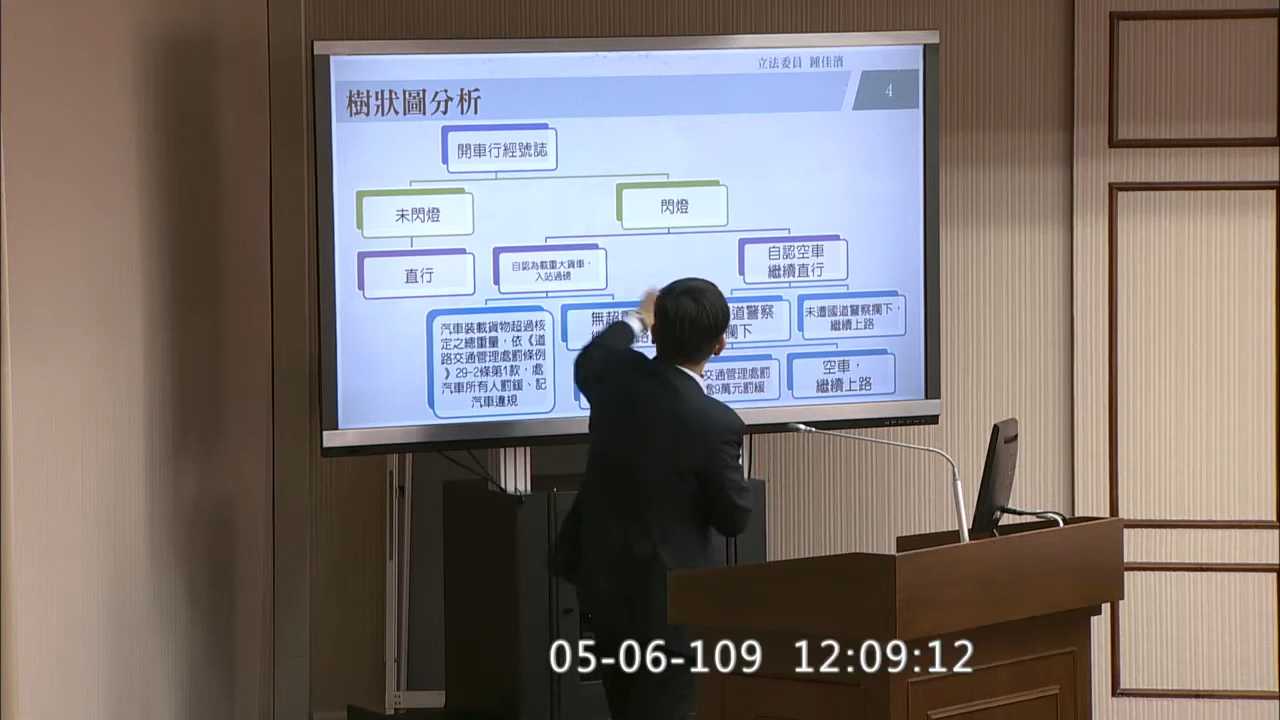 立法委員 鍾佳濱
樹狀圖分析
4
開車行經號誌
未閃燈
閃燈
直行
自認為載重大貨車，
入站過磅
自認空車
繼續直行
汽車裝載貨物超過核
定之總重量，依《道
路交通管理處罰條例
》29-2條第1款，處
汽車所有人罰鍰、記
汽車違規
無超
道警察
攔下
未遭國道警察攔下，
繼續上路
交通管理處罰
9萬元罰鍰
空車，
繼續上路
05-06-109 12:09:12